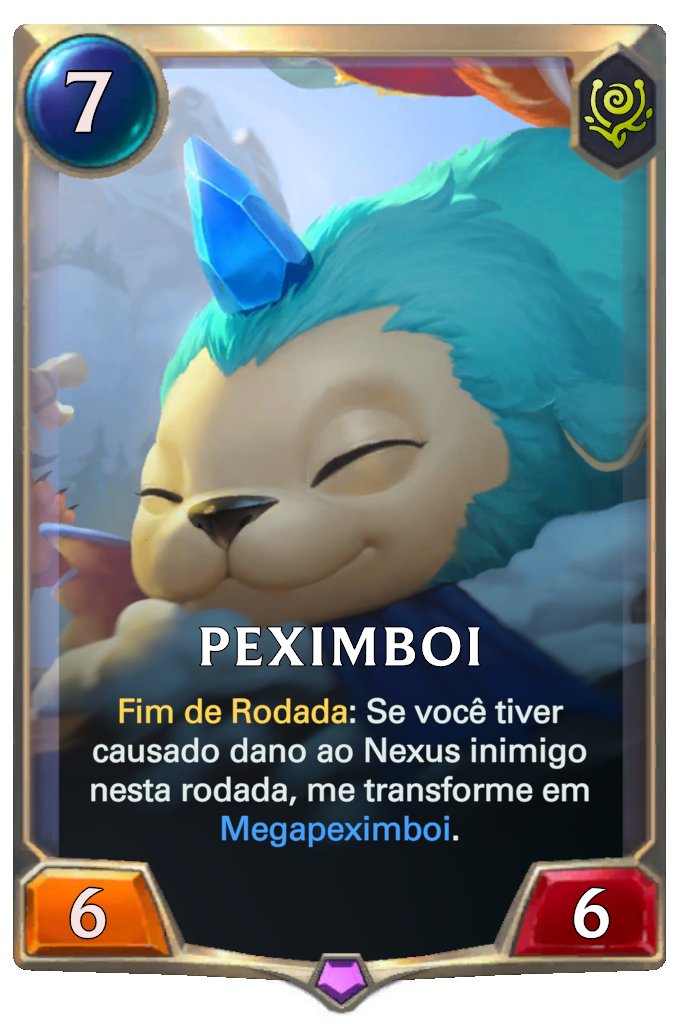 7
PEXIMBOI
Fim de Rodada: Se você tiver
causado dano ao Nexus inimigo
nesta rodada, me transforme em
Megapeximboi.
6
6